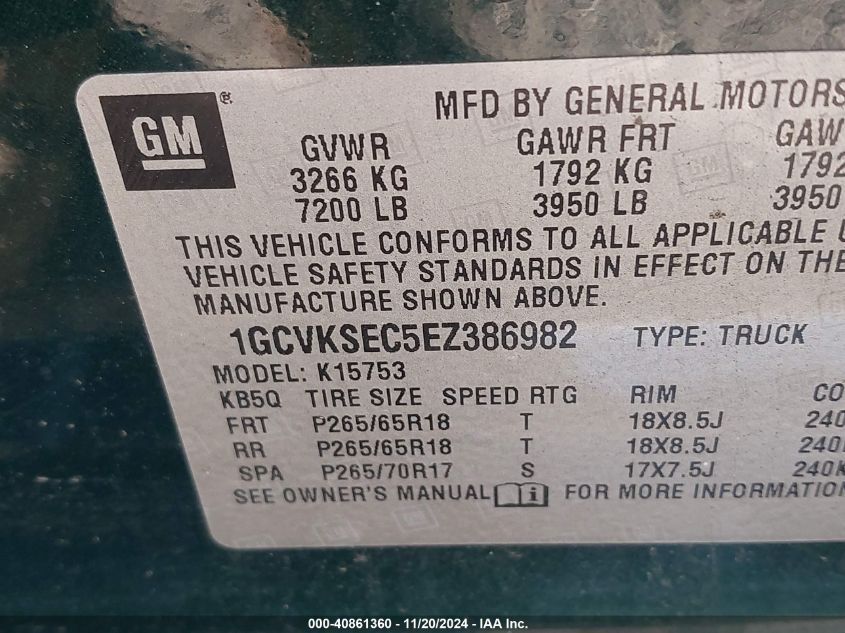 GM ®
MFD BY GENERAL MOTORS
GVWR GAWR FRT GAW
3266 KG 1792 KG 1792
7200 LB 3950 LB 3950
THIS VEHICLE CONFORMS TO ALL APPLICABLE
VEHICLE SAFETY STANDARDS IN EFFECT ON THE
MANUFACTURE SHOWN ABOVE.
1GCVKSEC5EZ386982 TYPE: TRUCK
MODEL: K15753
KB5Q TIRE SIZE SPEED RTG RIM CO
FRT P265/65R18 T 18X8.5J 240
RR P265/65R18 T 18X8.5J 240
SPA P265/70R17 S 17X7.5J 240K
SEE OWNER'S MANUAL i FOR MORE INFORMATION
000-40861360 - 11/20/2024 - IAA Inc.